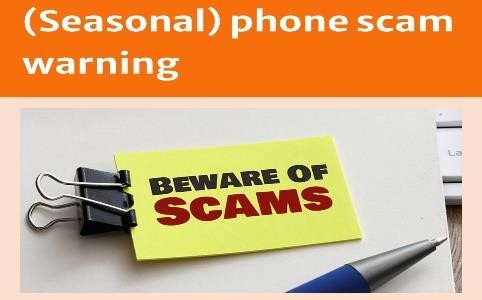 (Seasonal) phone scam
warning
BEWARE OF
SCAMS